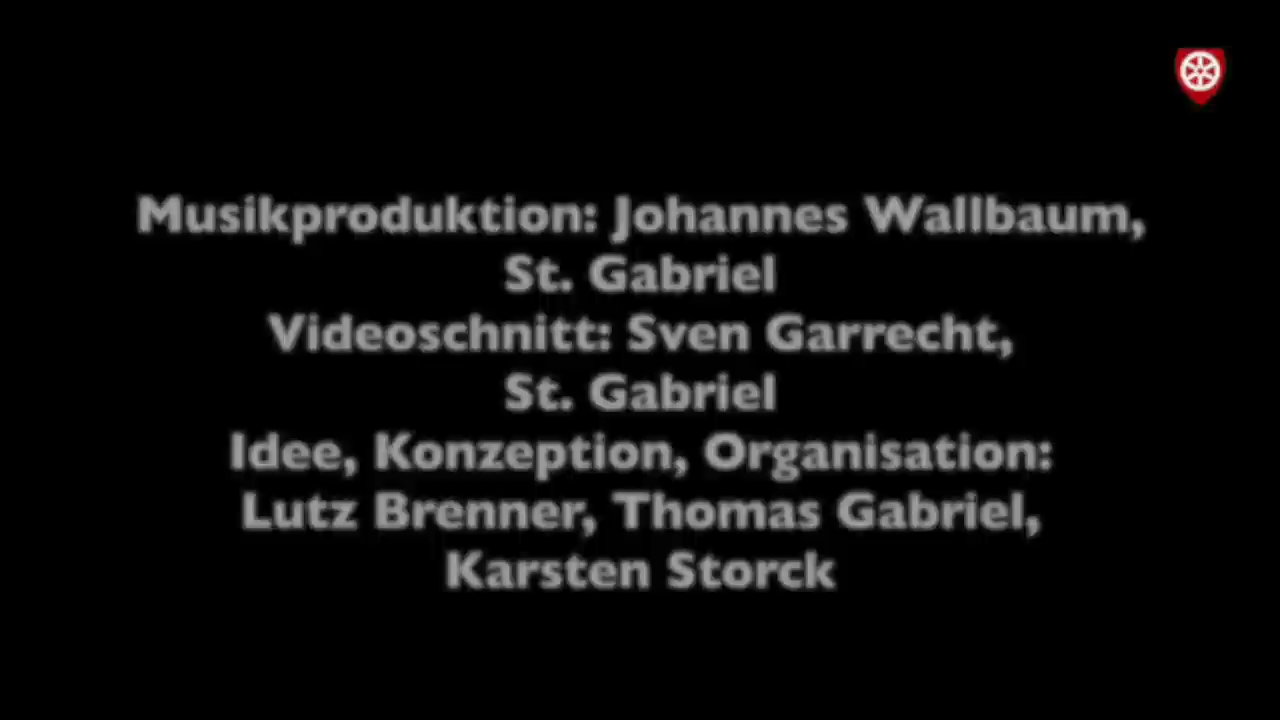 Musikproduktion: Johannes Wallbaum,
St. Gabriel
Videoschnitt: Sven Garrecht,
St. Gabriel
Idee, Konzeption, Organisation:
Lutz Brenner, Thomas Gabriel,
Karsten Storck